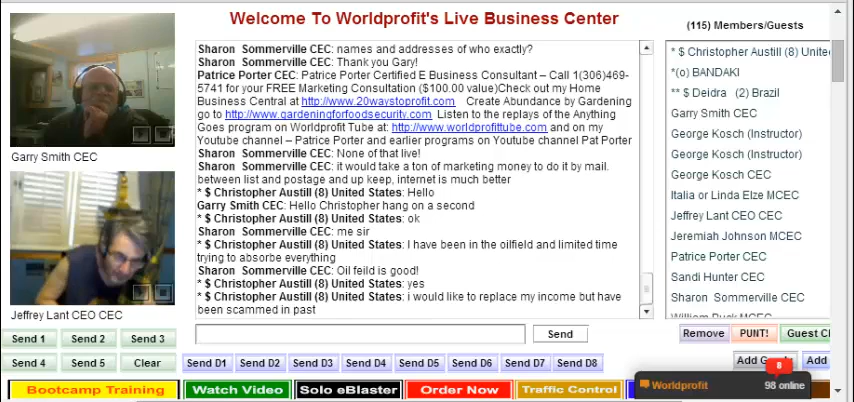 Welcome To Worldprofit's Live Business Center
(115) Members/Guests
Garry Smith CEC
Jeffrey Lant CEO CEC
Sharon Sommerville CEC: names and addresses of who exactly?
Sharon Sommerville CEC: Thank you Gary!
Patrice Porter CEC: Patrice Porter Certified E Business Consultant – Call 1(306)469-
5741 for your FREE Marketing Consultation ($100.00 value)Check out my Home
Business Central at http://www.20waystoprofit.com Create Abundance by Gardening
go to http://www.gardeningforfoodsecurity.com Listen to the replays of the Anything
Goes program on Worldprofit Tube at: http://www.worldprofittube.com and on my
Youtube channel – Patrice Porter and earlier programs on Youtube channel Pat Porter
Sharon Sommerville CEC: None of that live!
Sharon Sommerville CEC: it would take a ton of marketing money to do it by mail.
between list and postage and up keep, internet is much better
* $ Christopher Austill (8) United States: Hello
Garry Smith CEC: Hello Christopher hang on a second
* $ Christopher Austill (8) United States: ok
Sharon Sommerville CEC: me sir
* $ Christopher Austill (8) United States: I have been in the oilfield and limited time
trying to absorbe everything
Sharon Sommerville CEC: Oil feild is good!
* $ Christopher Austill (8) United States: yes
* $ Christopher Austill (8) United States: i would like to replace my income but have
been scammed in past
* $ Christopher Austill (8) Unite
*(o) BANDAKI
** $ Deidra (2) Brazil
Garry Smith CEC
George Kosch (Instructor)
George Kosch (Instructor)
George Kosch CEC
Italia or Linda Elze MCEC
Jeffrey Lant CEO CEC
Jeremiah Johnson MCEC
Patrice Porter CEC
Sandi Hunter CEC
Sharon Sommerville CEC
William Buck MCEC
Send
Remove
PUNT!
Guest Cl
Send 1
Send 2
Send 3
Send 4
Send 5
Clear
Send D1
Send D2
Send D3
Send D4
Send D5
Send D6
Send D7
Send D8
Add
Add
8
Worldprofit
98 online
Bootcamp Training
Watch Video
Solo eBlaster
Order Now
Traffic Control